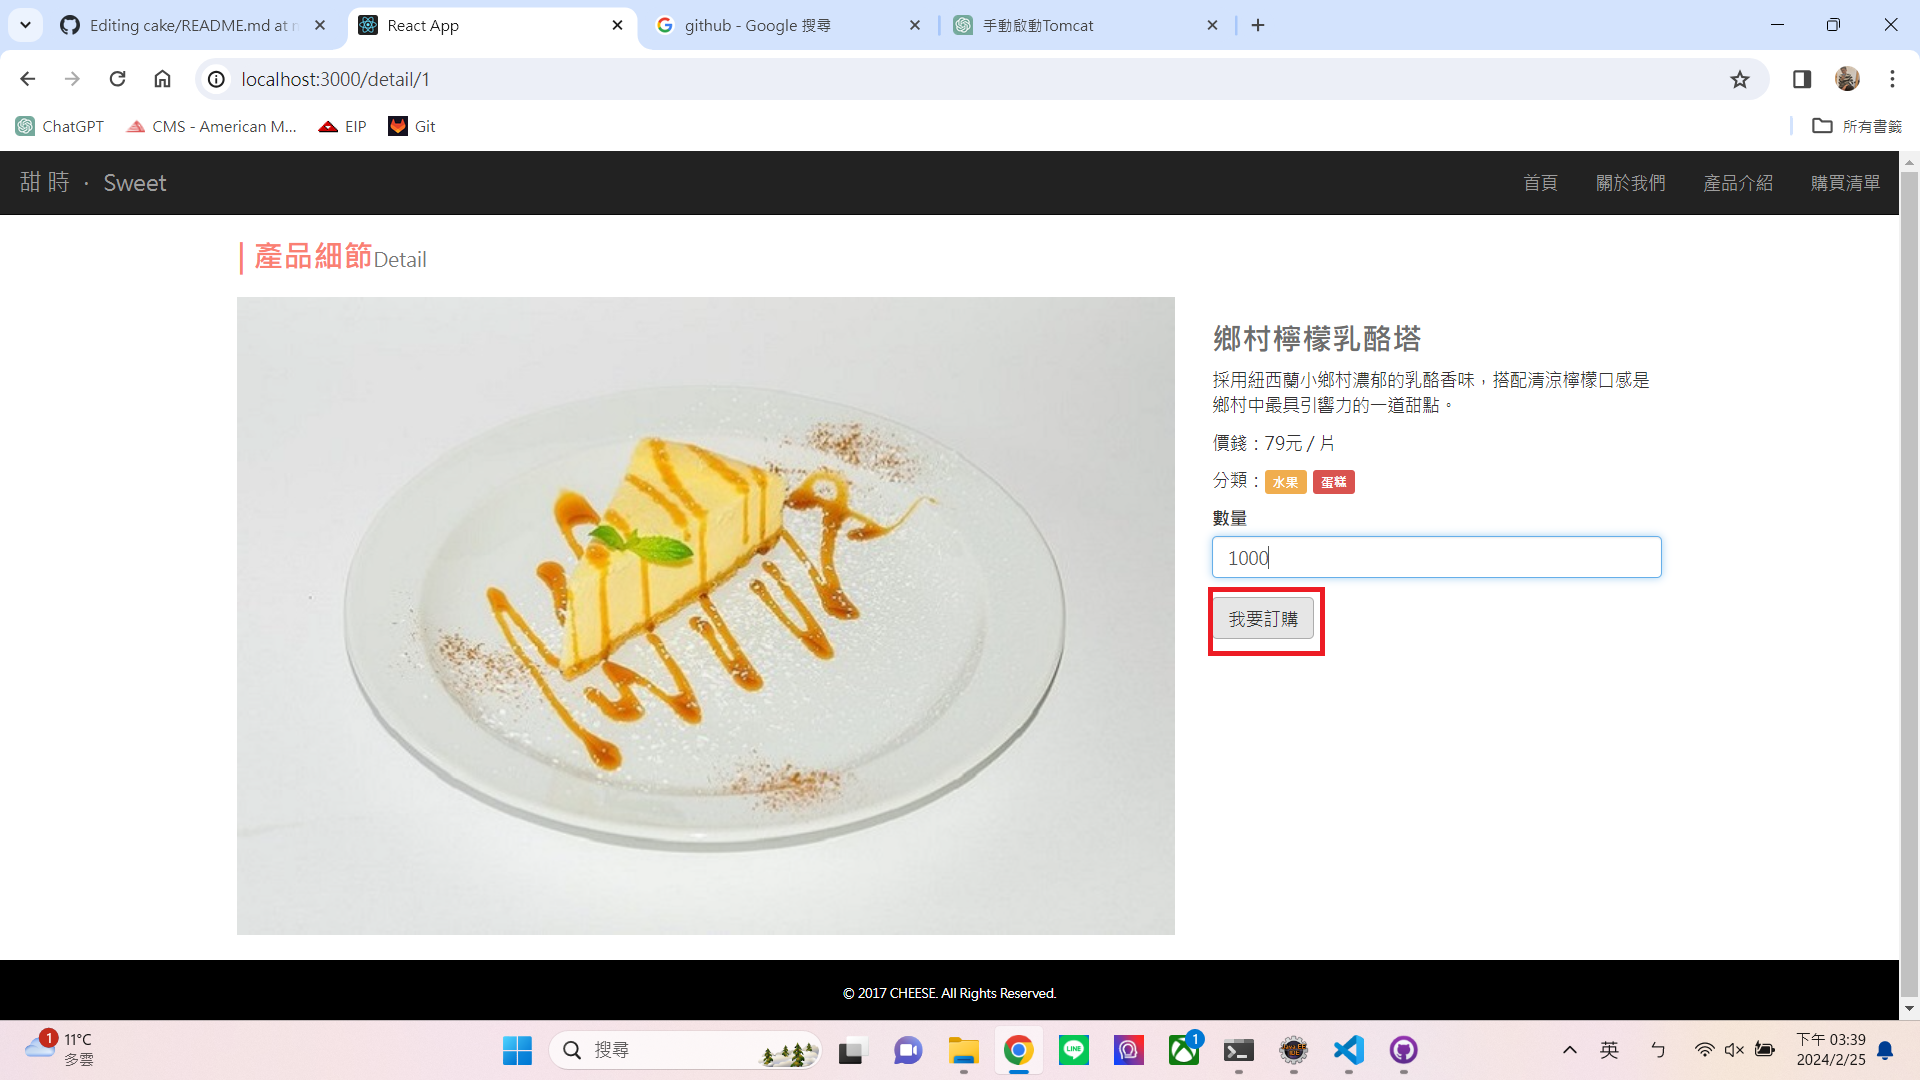 Editing cake/README.md at m
React App
github - Google 搜尋
手動啟動Tomcat
localhost:3000/detail/1
ChatGPT
CMS - American M...
EIP
Git
所有書籤
甜 時 · Sweet
首頁
關於我們
產品介紹
購買清單
| 產品細節Detail
鄉村檸檬乳酪塔
採用紐西蘭小鄉村濃郁的乳酪香味，搭配清涼檸檬口感是
鄉村中最具引響力的一道甜點。
價錢：79元 / 片
分類： 水果 蛋糕
數量
1000
我要訂購
© 2017 CHEESE. All Rights Reserved.
1
11°C
多雲
搜尋
LINE
1
英
ㄅ
下午 03:39
2024/2/25